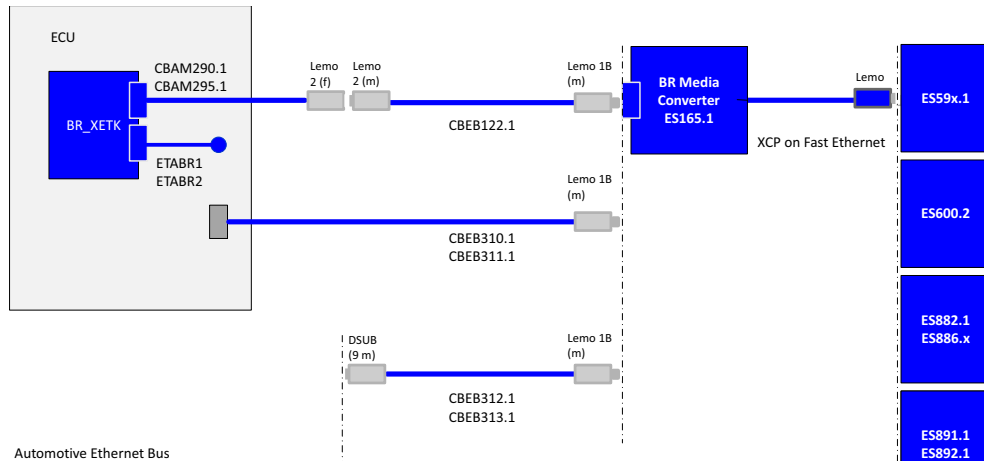 ECU
CBAM290.1
CBAM295.1
BR_XETK
ETABR1
ETABR2
Lemo
2 (f)
Lemo
2 (m)
CBEB122.1
Lemo 1B
(m)
BR Media
Converter
ES165.1
Lemo
XCP on Fast Ethernet
ES59x.1
Lemo 1B
(m)
CBEB310.1
CBEB311.1
ES600.2
ES882.1
ES886.x
DSUB
(9 m)
Lemo 1B
(m)
CBEB312.1
CBEB313.1
ES891.1
ES892.1
Automotive Ethernet Bus